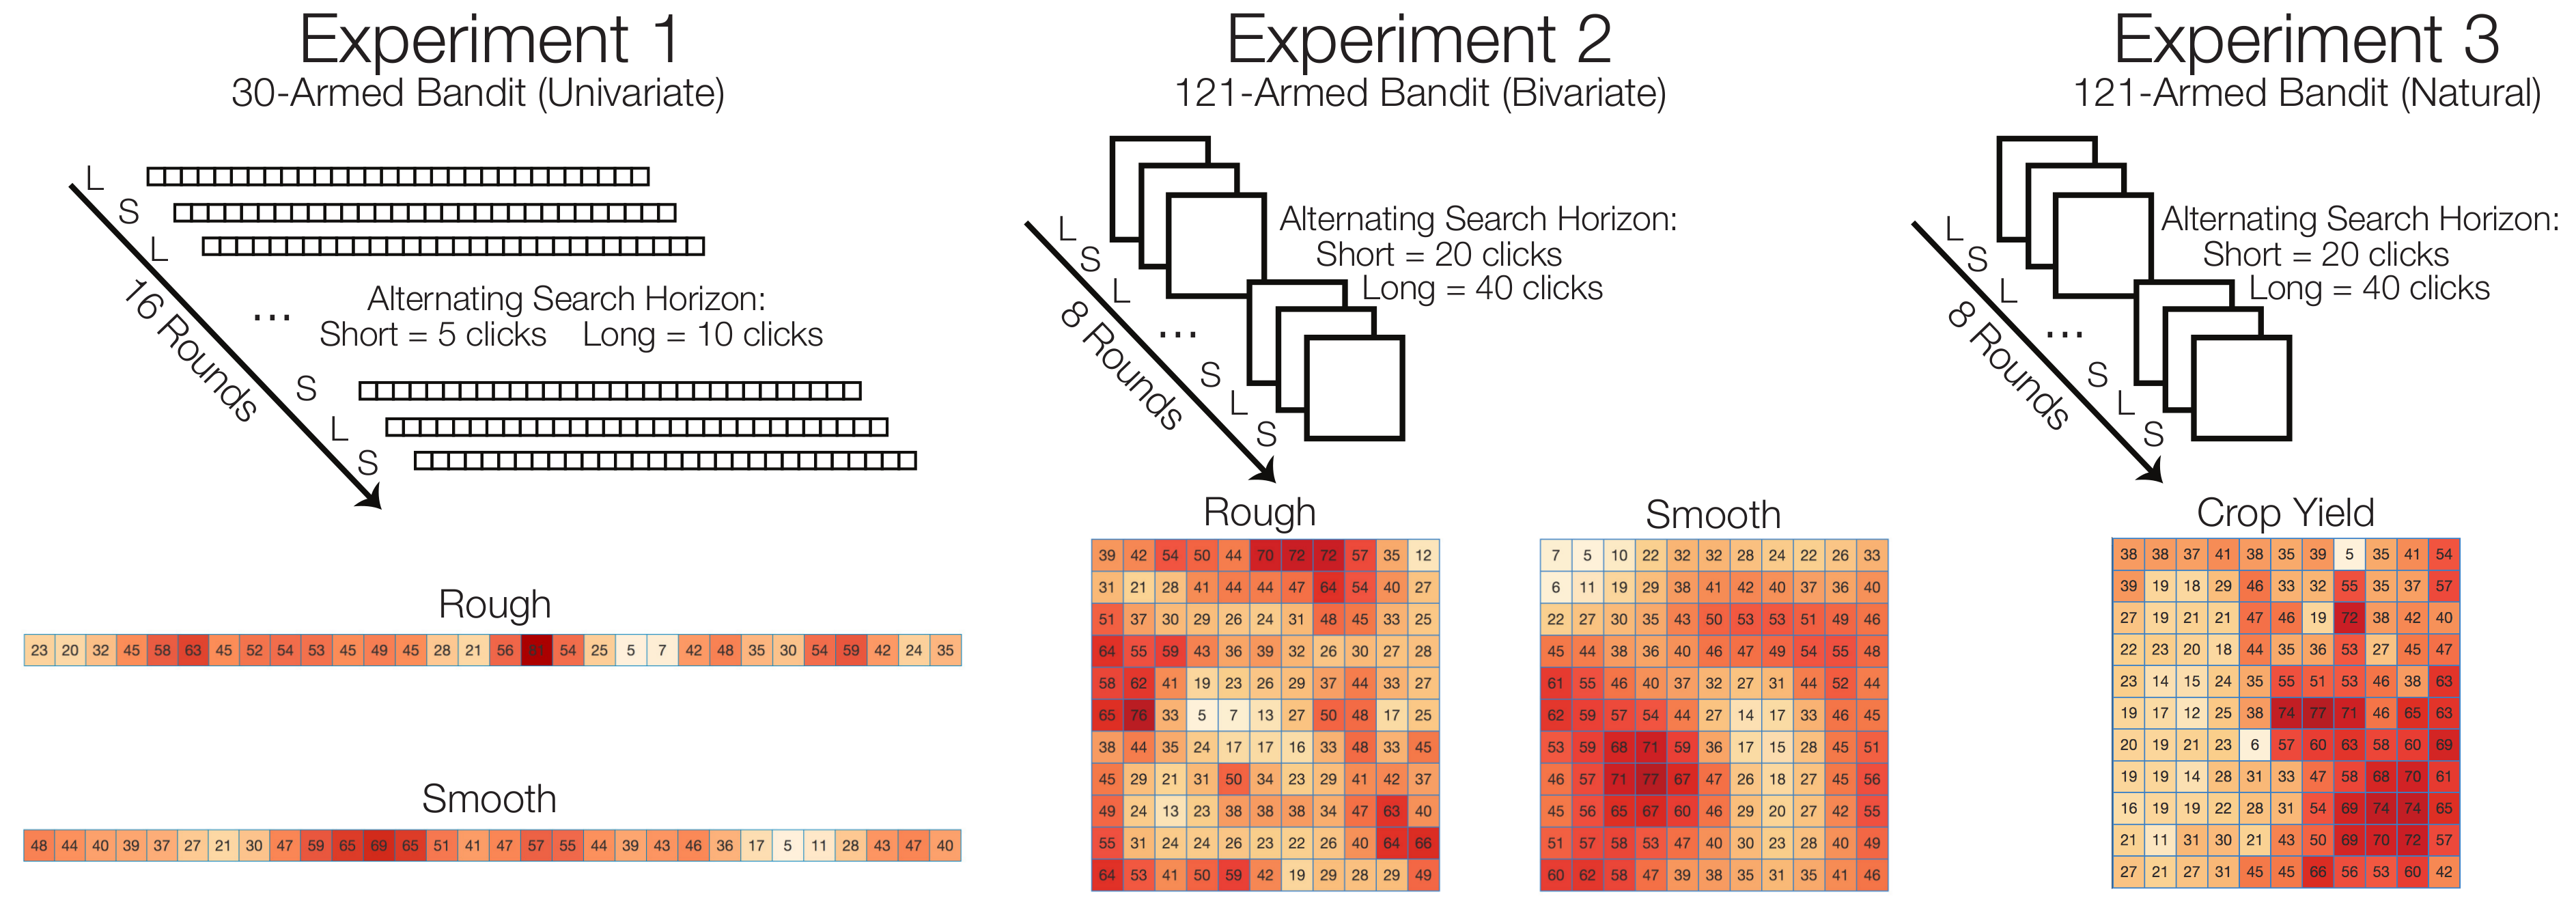 Experiment 1
30-Armed Bandit (Univariate)
L
S
L
16 Rounds
...
Alternating Search Horizon:
Short = 5 clicks Long = 10 clicks
S
L
S
Rough
23 20 32 45 58 63 45 52 54 53 45 49 45 28 21 56 54 25 5 7 42 48 35 30 54 59 42 24 35
Smooth
48 44 40 39 37 27 21 30 47 59 65 69 65 51 41 47 57 55 44 39 43 46 36 17 5 11 28 43 47 40
Experiment 2
121-Armed Bandit (Bivariate)
L
S
L
8 Rounds
...
Alternating Search Horizon:
Short = 20 clicks
Long = 40 clicks
S
L
S
Rough
39 42 54 50 44 70 72 72 57 35 12
31 21 28 41 44 44 47 64 54 40 27
51 37 30 29 26 24 31 48 45 33 25
64 55 59 43 36 39 32 26 30 27 28
58 62 41 19 23 26 29 37 44 33 27
65 76 33 5 7 13 27 50 48 17 25
38 44 35 24 17 17 16 33 48 33 45
45 29 21 31 50 34 23 29 41 42 37
49 24 13 23 38 38 38 34 47 63 40
55 31 24 24 26 23 22 26 40 64 66
64 53 41 50 59 42 19 29 28 29 49
Smooth
7 5 10 22 32 32 28 24 22 26 33
6 11 19 29 38 41 42 40 37 36 40
22 27 30 35 43 50 53 53 51 49 46
45 44 38 36 40 46 47 49 54 55 48
61 55 46 40 37 32 27 31 44 52 44
62 59 57 54 44 27 14 17 33 46 45
53 59 68 71 59 36 17 15 28 45 51
46 57 71 77 67 47 26 18 27 45 56
45 56 65 67 60 46 29 20 27 42 55
51 57 58 53 47 40 30 23 28 40 49
60 62 58 47 39 38 35 31 35 41 46
Experiment 3
121-Armed Bandit (Natural)
L
S
L
8 Rounds
...
Alternating Search Horizon:
Short = 20 clicks
Long = 40 clicks
S
L
S
Crop Yield
38 38 37 41 38 35 39 5 35 41 54
39 19 18 29 46 33 32 55 35 37 57
27 19 21 21 47 46 19 72 38 42 40
22 23 20 18 44 35 36 53 27 45 47
23 14 15 24 35 55 51 53 46 38 63
19 17 12 25 38 74 77 71 46 65 63
20 19 21 23 6 57 60 63 58 60 69
19 19 14 28 31 33 47 58 68 70 61
16 19 19 22 28 31 54 69 74 74 65
21 11 31 30 21 43 50 69 70 72 57
27 21 27 31 45 45 66 56 53 60 42